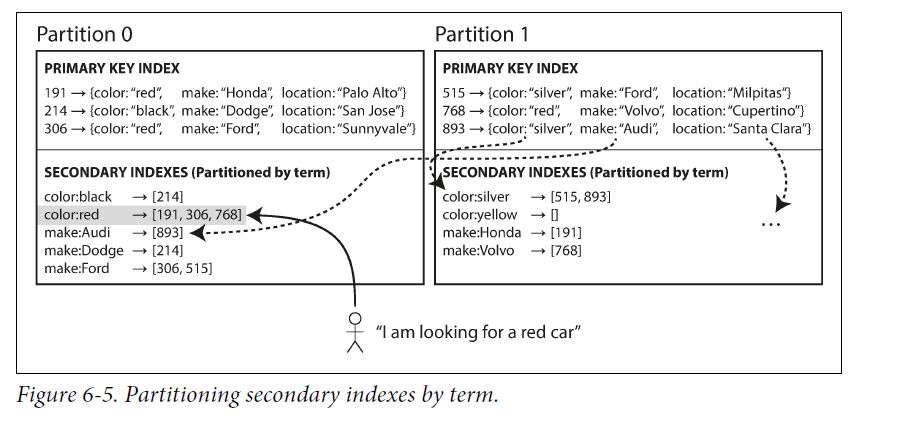 Partition 0
PRIMARY KEY INDEX
191 → {color: “red”, make: “Honda”, location: “Palo Alto”}
214 → {color: “black”, make: “Dodge”, location: “San Jose”}
306 → {color: “red”, make: “Ford”, location: “Sunnyvale”}
SECONDARY INDEXES (Partitioned by term)
color:black → [214]
color:red → [191, 306, 768]
make:Audi → [893]
make:Dodge → [214]
make:Ford → [306, 515]
Partition 1
PRIMARY KEY INDEX
515 → {color: “silver”, make: “Ford”, location: “Milpitas”}
768 → {color: “red”, make: “Volvo”, location: “Cupertino”}
893 → {color: “silver”, make: “Audi”, location: “Santa Clara”}
SECONDARY INDEXES (Partitioned by term)
color:silver → [515, 893]
color:yellow → []
make:Honda → [191]
make:Volvo → [768]
...
“I am looking for a red car”
Figure 6-5. Partitioning secondary indexes by term.